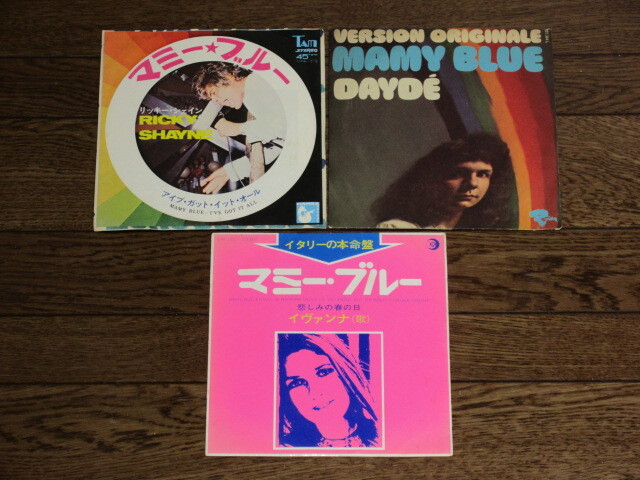 マミー★ブルー
TAM
STEREO
45
リッキー・シェイン
RICKY
SHAYNE
アイブ・ガット・イット・オール
MAMY BLUE / I'VE GOT IT ALL
VERSION ORIGINALE
MAMY BLUE
DAYDÉ
イタリーの本命盤
マミー・ブルー
悲しみの春の日
イヴァンナ(歌)